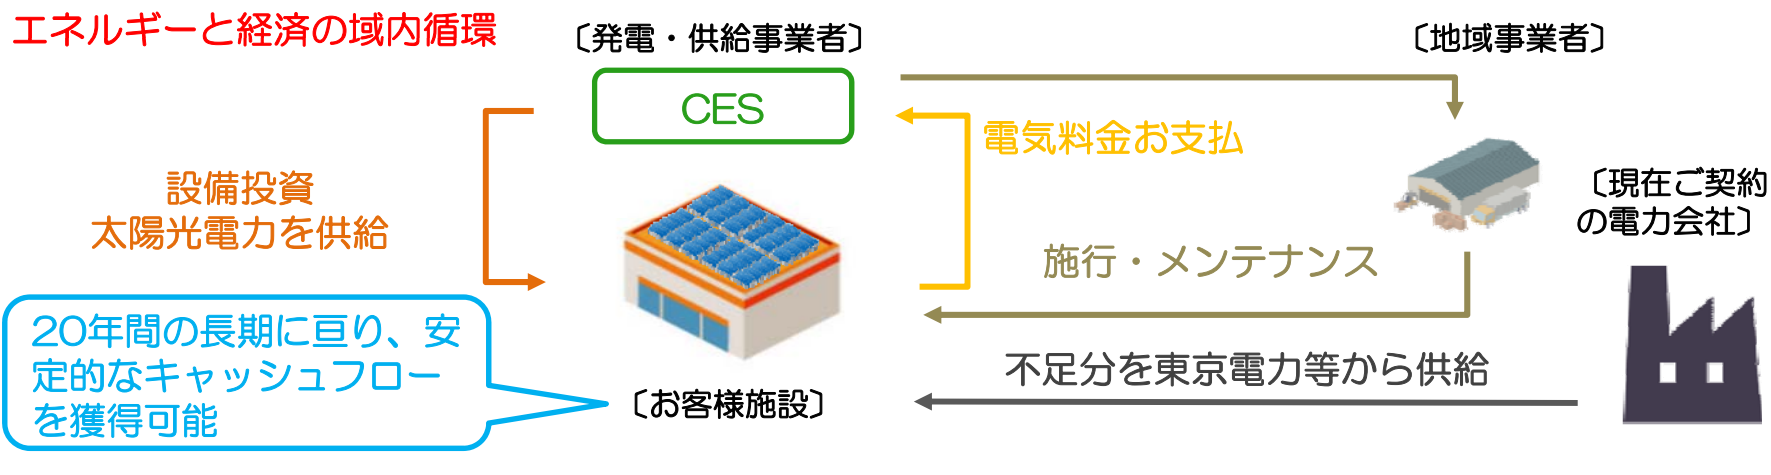 エネルギーと経済の域内循環
〔発電・供給事業者〕
〔地域事業者〕
CES
電気料金お支払
設備投資
太陽光電力を供給
〔現在ご契約
の電力会社〕
施行・メンテナンス
20年間の長期に亘り、安
定的なキャッシュフロー
を獲得可能
不足分を東京電力等から供給
〔お客様施設〕